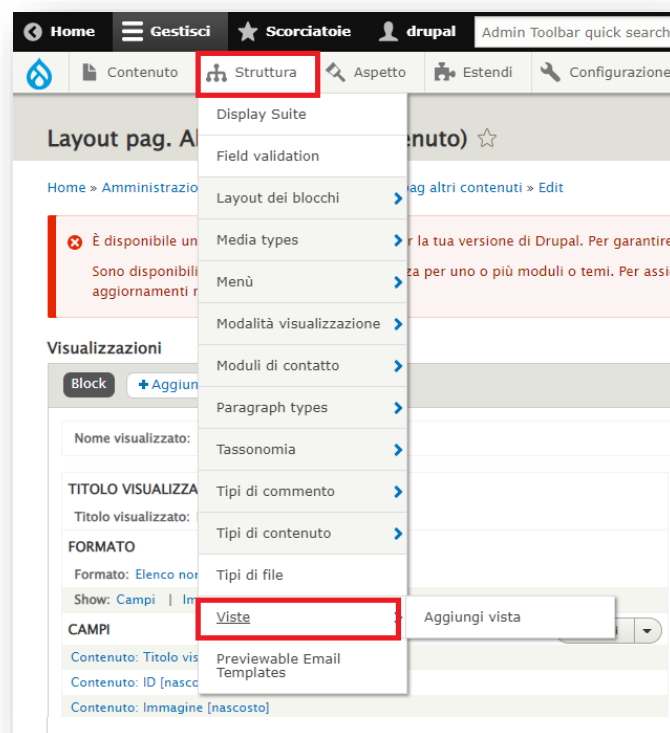 Home Gestisci Scorciatoie drupal Admin Toolbar quick search
Contenuto Struttura Aspetto Estendi Configurazione
Display Suite
Layout pag. Al nuto)
Field validation
Home » Amministrazio ag altri contenuti » Edit
Layout dei blocchi
È disponibile un r la tua versione di Drupal. Per garantire
Media types
Sono disponibili za per uno o più moduli o temi. Per assi
Menù
aggiornamenti
Modalità visualizzazione
Visualizzazioni
Moduli di contatto
Block Aggiun
Paragraph types
Nome visualizzato:
Tassonomia
TITOLO VISUALIZZA
Tipi di commento
Titolo visualizzato:
Tipi di contenuto
FORMATO
Formato: Elenco nor
Tipi di file
Show: Campi | Im
Viste Aggiungi vista
CAMPI
Contenuto: Titolo vis
Previewable Email
Templates
Contenuto: ID [nasco
Contenuto: Immagine [nascosto]